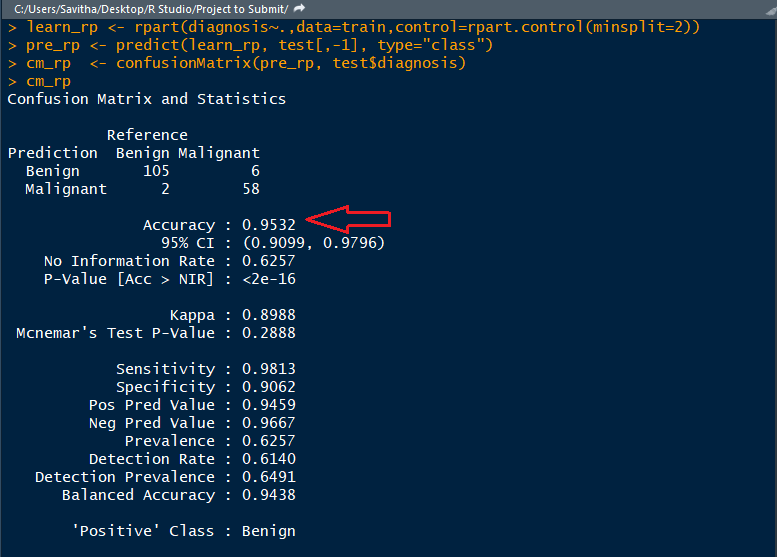 C:/Users/Savitha/Desktop/R Studio/Project to Submit/
> learn_rp <- rpart(diagnosis~.,data=train,control=rpart.control(minsplit=2))
> pre_rp <- predict(learn_rp, test[,-1], type="class")
> cm_rp  <- confusionMatrix(pre_rp, test$diagnosis)
> cm_rp
Confusion Matrix and Statistics
Reference
Prediction  Benign Malignant
Benign       105         6
Malignant      2        58
Accuracy : 0.9532
95% CI : (0.9099, 0.9796)
No Information Rate : 0.6257
P-Value [Acc > NIR] : <2e-16
Kappa : 0.8988
Mcnemar's Test P-Value : 0.2888
Sensitivity : 0.9813
Specificity : 0.9062
Pos Pred Value : 0.9459
Neg Pred Value : 0.9667
Prevalence : 0.6257
Detection Rate : 0.6140
Detection Prevalence : 0.6491
Balanced Accuracy : 0.9438
'Positive' Class : Benign